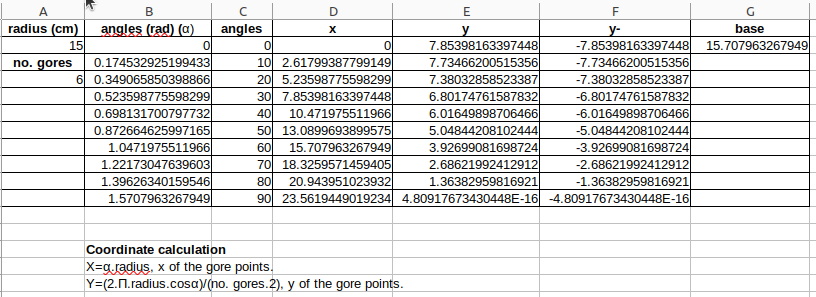 A B C D E F G
radius (cm) angles (rad) (α) angles x y y- base
15 0 0 0 7.85398163397448 -7.85398163397448 15.707963267949
no. gores 0.174532925199433 10 2.61799387799149 7.73466200515356 -7.73466200515356
6 0.349065850398866 20 5.23598775598299 7.38032858523387 -7.38032858523387
0.523598775598299 30 7.85398163397448 6.80174761587832 -6.80174761587832
0.698131700797732 40 10.471975511966 6.01649898706466 -6.01649898706466
0.872664625997165 50 13.0899693899575 5.04844208102444 -5.04844208102444
1.0471975511966 60 15.707963267949 3.92699081698724 -3.92699081698724
1.22173047639603 70 18.3259571459405 2.68621992412912 -2.68621992412912
1.39626340159546 80 20.943951023932 1.36382959816921 -1.36382959816921
1.5707963267949 90 23.5619449019234 4.80917673430448E-16 -4.80917673430448E-16
Coordinate calculation
X=α.radius, x of the gore points.
Y=(2.Π.radius.cosα)/(no. gores.2), y of the gore points.